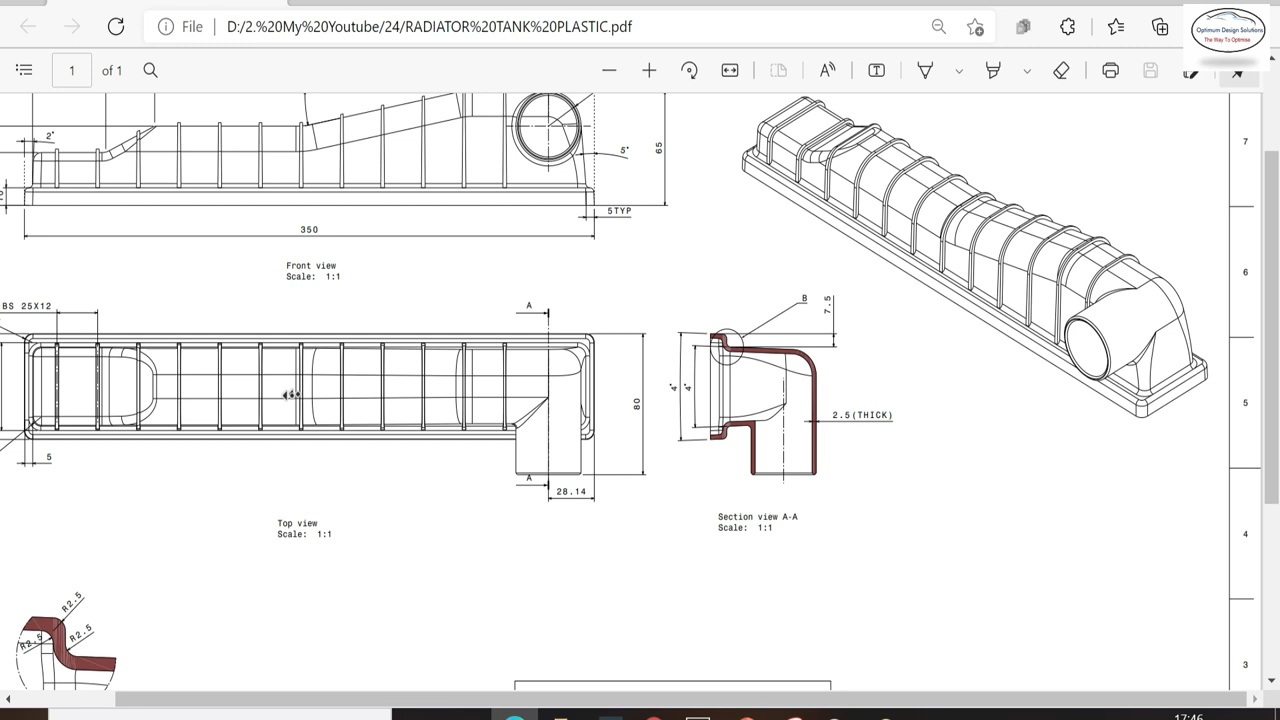 File
D:/2.%20My%20Youtube/24/RADIATOR%20TANK%20PLASTIC.pdf
Optimum Design Solutions
The Way To Optimise
1
of 1
2°
5°
65
7
5TYP
350
6
Front view
Scale: 1:1
BS 25X12
A
B
7.5
4°
4°
80
2.5(THICK)
5
5
A
28.14
Top view
Scale: 1:1
Section view A-A
Scale: 1:1
4
R2.5
R2.5
R2.5
3
17:46